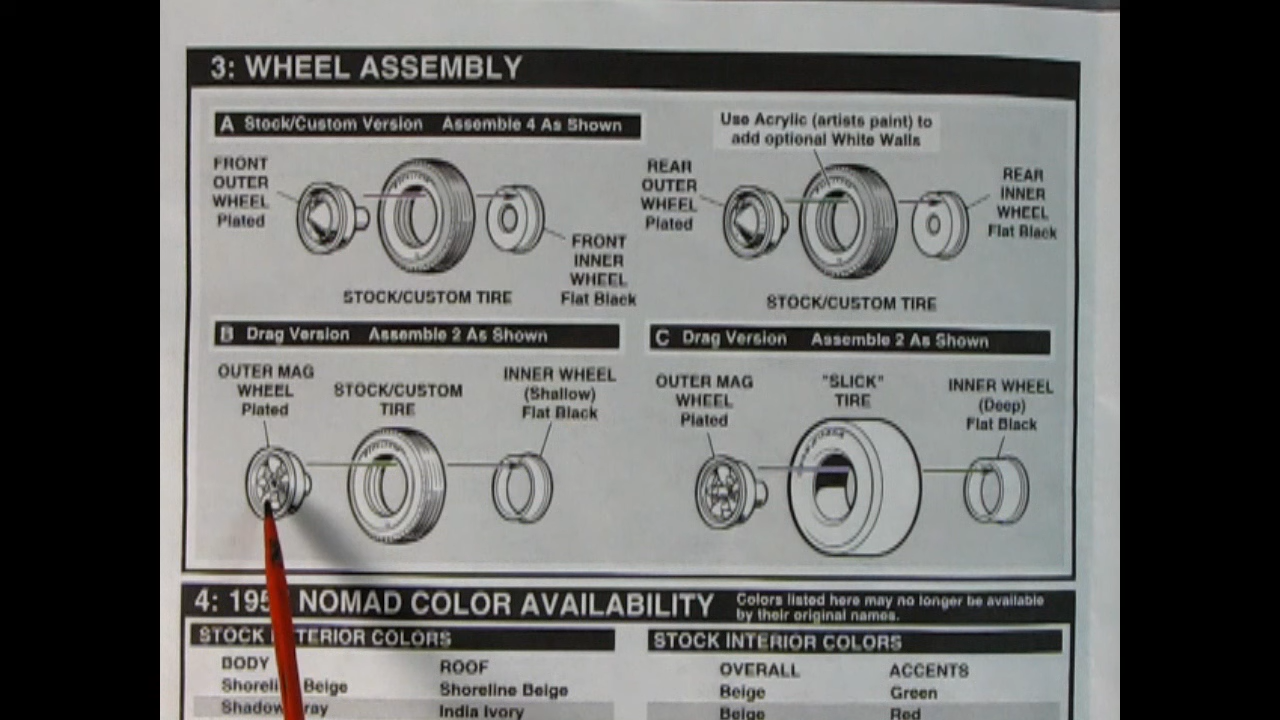 3: WHEEL ASSEMBLY
A Stock/Custom Version Assemble 4 As Shown
Use Acrylic (artists paint) to
add optional White Walls
FRONT
OUTER
WHEEL
Plated
FRONT
INNER
WHEEL
Flat Black
STOCK/CUSTOM TIRE
REAR
OUTER
WHEEL
Plated
REAR
INNER
WHEEL
Flat Black
STOCK/CUSTOM TIRE
B Drag Version Assemble 2 As Shown
OUTER MAG
WHEEL
Plated
STOCK/CUSTOM
TIRE
INNER WHEEL
(Shallow)
Flat Black
C Drag Version Assemble 2 As Shown
OUTER MAG
WHEEL
Plated
"SLICK"
TIRE
INNER WHEEL
(Deep)
Flat Black
4: 195 NOMAD COLOR AVAILABILITY
Colors listed here may no longer be available
by their original names.
STOCK TERIOR COLORS
BODY ROOF
Shoreli Beige Shoreline Beige
Shadow ray India Ivory
STOCK INTERIOR COLORS
OVERALL ACCENTS
Beige Green
Beige Red